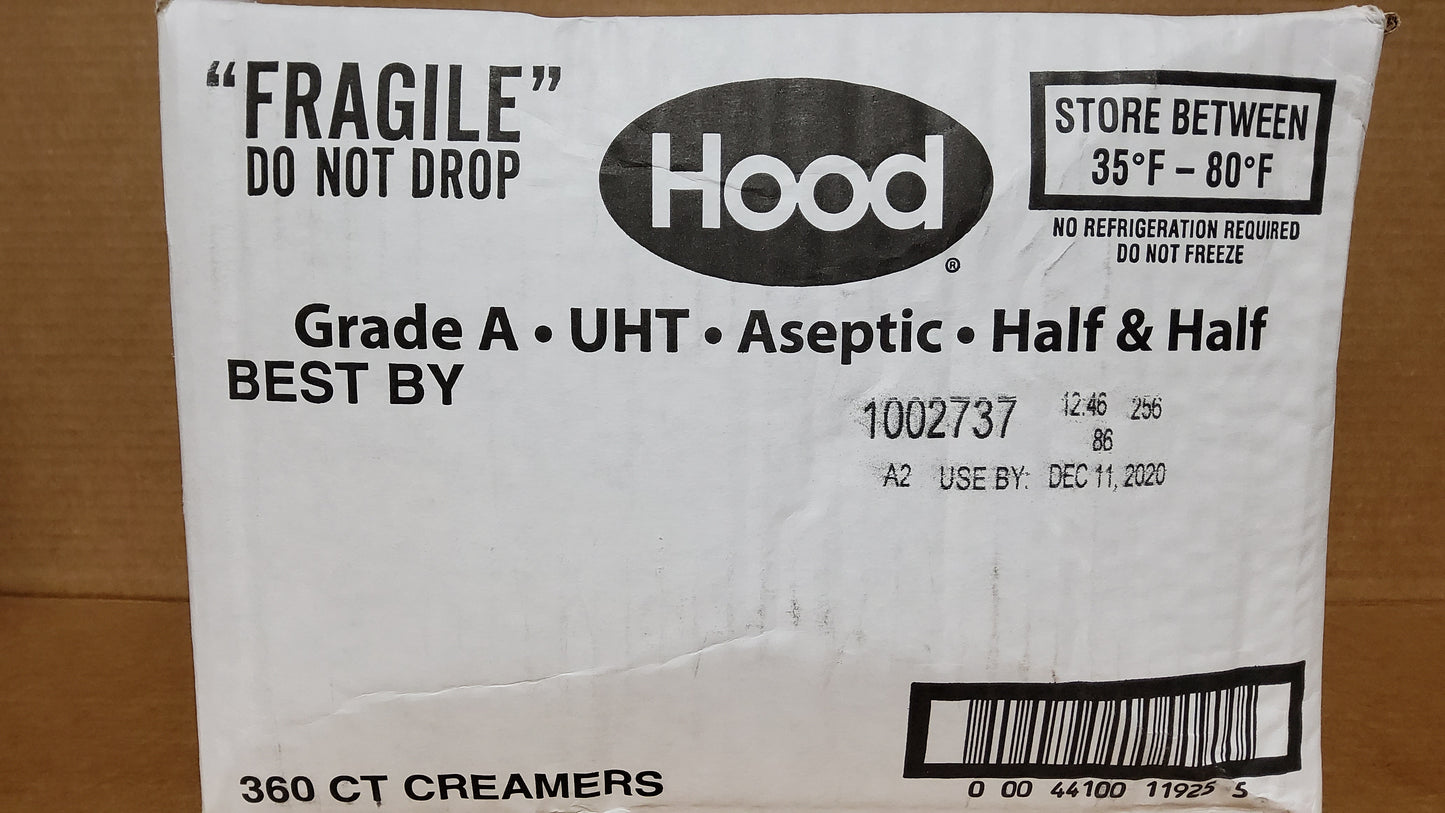 “FRAGILE”
DO NOT DROP
Hood®
STORE BETWEEN
35°F – 80°F
NO REFRIGERATION REQUIRED
DO NOT FREEZE
Grade A • UHT • Aseptic • Half & Half
BEST BY
1002737 12:46 256
86
A2 USE BY: DEC 11, 2020
360 CT CREAMERS
0 00 44100 11925 5